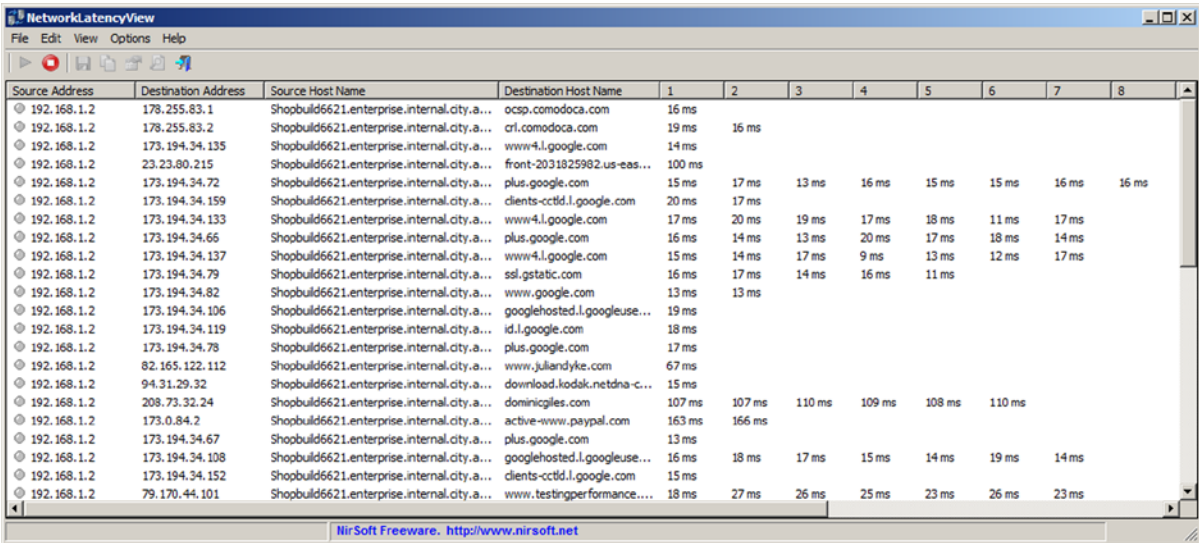 NetworkLatencyView
File Edit View Options Help
Source Address Destination Address Source Host Name Destination Host Name 1 2 3 4 5 6 7 8
192.168.1.2 178.255.83.1 Shopbuild6621.enterprise.internal.city.a... ocsp.comodoca.com 16 ms
192.168.1.2 178.255.83.2 Shopbuild6621.enterprise.internal.city.a... crl.comodoca.com 19 ms 16 ms
192.168.1.2 173.194.34.135 Shopbuild6621.enterprise.internal.city.a... www4.l.google.com 14 ms
192.168.1.2 23.23.80.215 Shopbuild6621.enterprise.internal.city.a... front-2031825982.us-eas... 100 ms
192.168.1.2 173.194.34.72 Shopbuild6621.enterprise.internal.city.a... plus.google.com 15 ms 17 ms 13 ms 16 ms 15 ms 15 ms 16 ms 16 ms
192.168.1.2 173.194.34.159 Shopbuild6621.enterprise.internal.city.a... clients-cctld.l.google.com 20 ms 17 ms
192.168.1.2 173.194.34.133 Shopbuild6621.enterprise.internal.city.a... www4.l.google.com 17 ms 20 ms 19 ms 17 ms 18 ms 11 ms 17 ms
192.168.1.2 173.194.34.66 Shopbuild6621.enterprise.internal.city.a... plus.google.com 16 ms 14 ms 13 ms 20 ms 17 ms 18 ms 14 ms
192.168.1.2 173.194.34.137 Shopbuild6621.enterprise.internal.city.a... www4.l.google.com 15 ms 14 ms 17 ms 9 ms 13 ms 12 ms 17 ms
192.168.1.2 173.194.34.79 Shopbuild6621.enterprise.internal.city.a... ssl.gstatic.com 16 ms 17 ms 14 ms 16 ms 11 ms
192.168.1.2 173.194.34.82 Shopbuild6621.enterprise.internal.city.a... www.google.com 13 ms 13 ms
192.168.1.2 173.194.34.106 Shopbuild6621.enterprise.internal.city.a... googlehosted.l.googleuse... 19 ms
192.168.1.2 173.194.34.119 Shopbuild6621.enterprise.internal.city.a... id.l.google.com 18 ms
192.168.1.2 173.194.34.78 Shopbuild6621.enterprise.internal.city.a... plus.google.com 17 ms
192.168.1.2 82.165.122.112 Shopbuild6621.enterprise.internal.city.a... www.juliandyke.com 67 ms
192.168.1.2 94.31.29.32 Shopbuild6621.enterprise.internal.city.a... download.kodak.netdna-c... 15 ms
192.168.1.2 208.73.32.24 Shopbuild6621.enterprise.internal.city.a... dominicgiles.com 107 ms 107 ms 110 ms 109 ms 108 ms 110 ms
192.168.1.2 173.0.84.2 Shopbuild6621.enterprise.internal.city.a... active-www.paypal.com 163 ms 166 ms
192.168.1.2 173.194.34.67 Shopbuild6621.enterprise.internal.city.a... plus.google.com 13 ms
192.168.1.2 173.194.34.108 Shopbuild6621.enterprise.internal.city.a... googlehosted.l.googleuse... 16 ms 18 ms 17 ms 15 ms 14 ms 19 ms 14 ms
192.168.1.2 173.194.34.152 Shopbuild6621.enterprise.internal.city.a... clients-cctld.l.google.com 15 ms
192.168.1.2 79.170.44.101 Shopbuild6621.enterprise.internal.city.a... www.testingperformance.... 18 ms 27 ms 26 ms 25 ms 23 ms 26 ms 23 ms
NirSoft Freeware. http://www.nirsoft.net